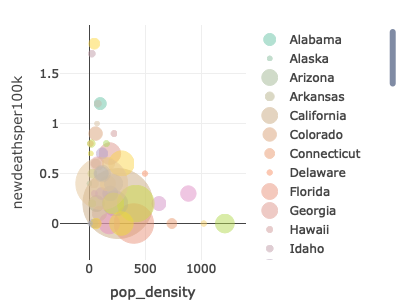 newdeathsper100k
1.5
1
0.5
0
0
500
1000
pop_density
Alabama
Alaska
Arizona
Arkansas
California
Colorado
Connecticut
Delaware
Florida
Georgia
Hawaii
Idaho